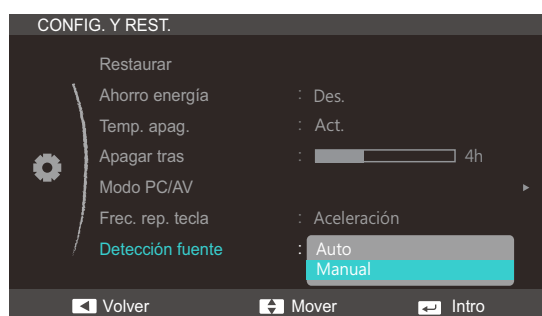 CONFIG. Y REST.
Restaurar
Ahorro energía : Des.
Temp. apag. : Act.
Apagar tras : 4h
Modo PC/AV
Frec. rep. tecla : Aceleración
Detección fuente : Auto
Manual
Volver Mover Intro